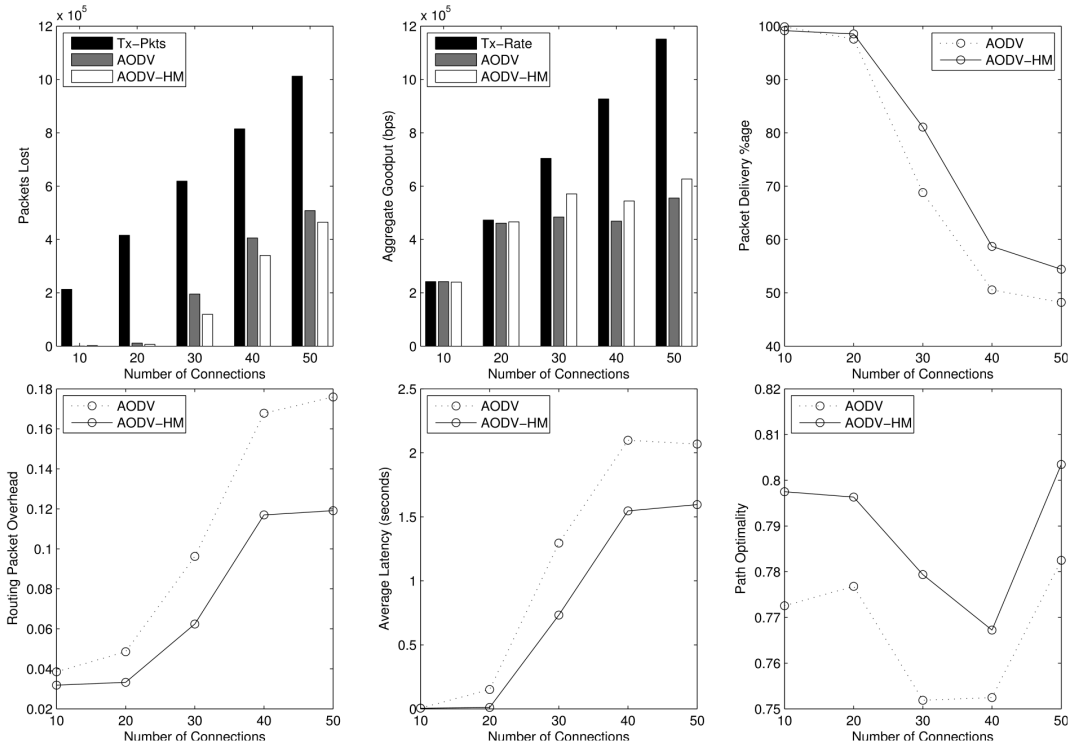 x 10^5
12
10
8
6
4
2
0
Packets Lost
Tx-Pkts
AODV
AODV-HM
10 20 30 40 50
Number of Connections
x 10^5
12
10
8
6
4
2
0
Aggregate Goodput (bps)
Tx-Rate
AODV
AODV-HM
10 20 30 40 50
Number of Connections
100
90
80
70
60
50
40
Packet Delivery %age
AODV
AODV-HM
10 20 30 40 50
Number of Connections
0.18
0.16
0.14
0.12
0.1
0.08
0.06
0.04
0.02
Routing Packet Overhead
AODV
AODV-HM
10 20 30 40 50
Number of Connections
2.5
2
1.5
1
0.5
0
Average Latency (seconds)
AODV
AODV-HM
10 20 30 40 50
Number of Connections
0.82
0.81
0.8
0.79
0.78
0.77
0.76
0.75
Path Optimality
AODV
AODV-HM
10 20 30 40 50
Number of Connections